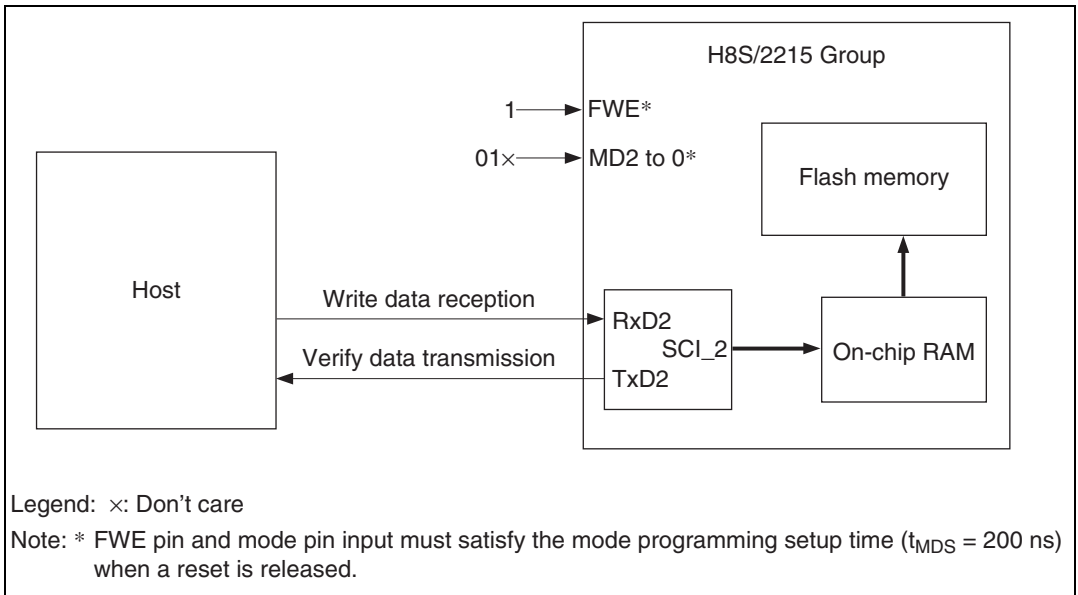 H8S/2215 Group
1
FWE*
01×
MD2 to 0*
Flash memory
Host
Write data reception
RxD2
SCI_2
On-chip RAM
Verify data transmission
TxD2
Legend: ×: Don't care
Note: * FWE pin and mode pin input must satisfy the mode programming setup time (tMDS = 200 ns)
when a reset is released.